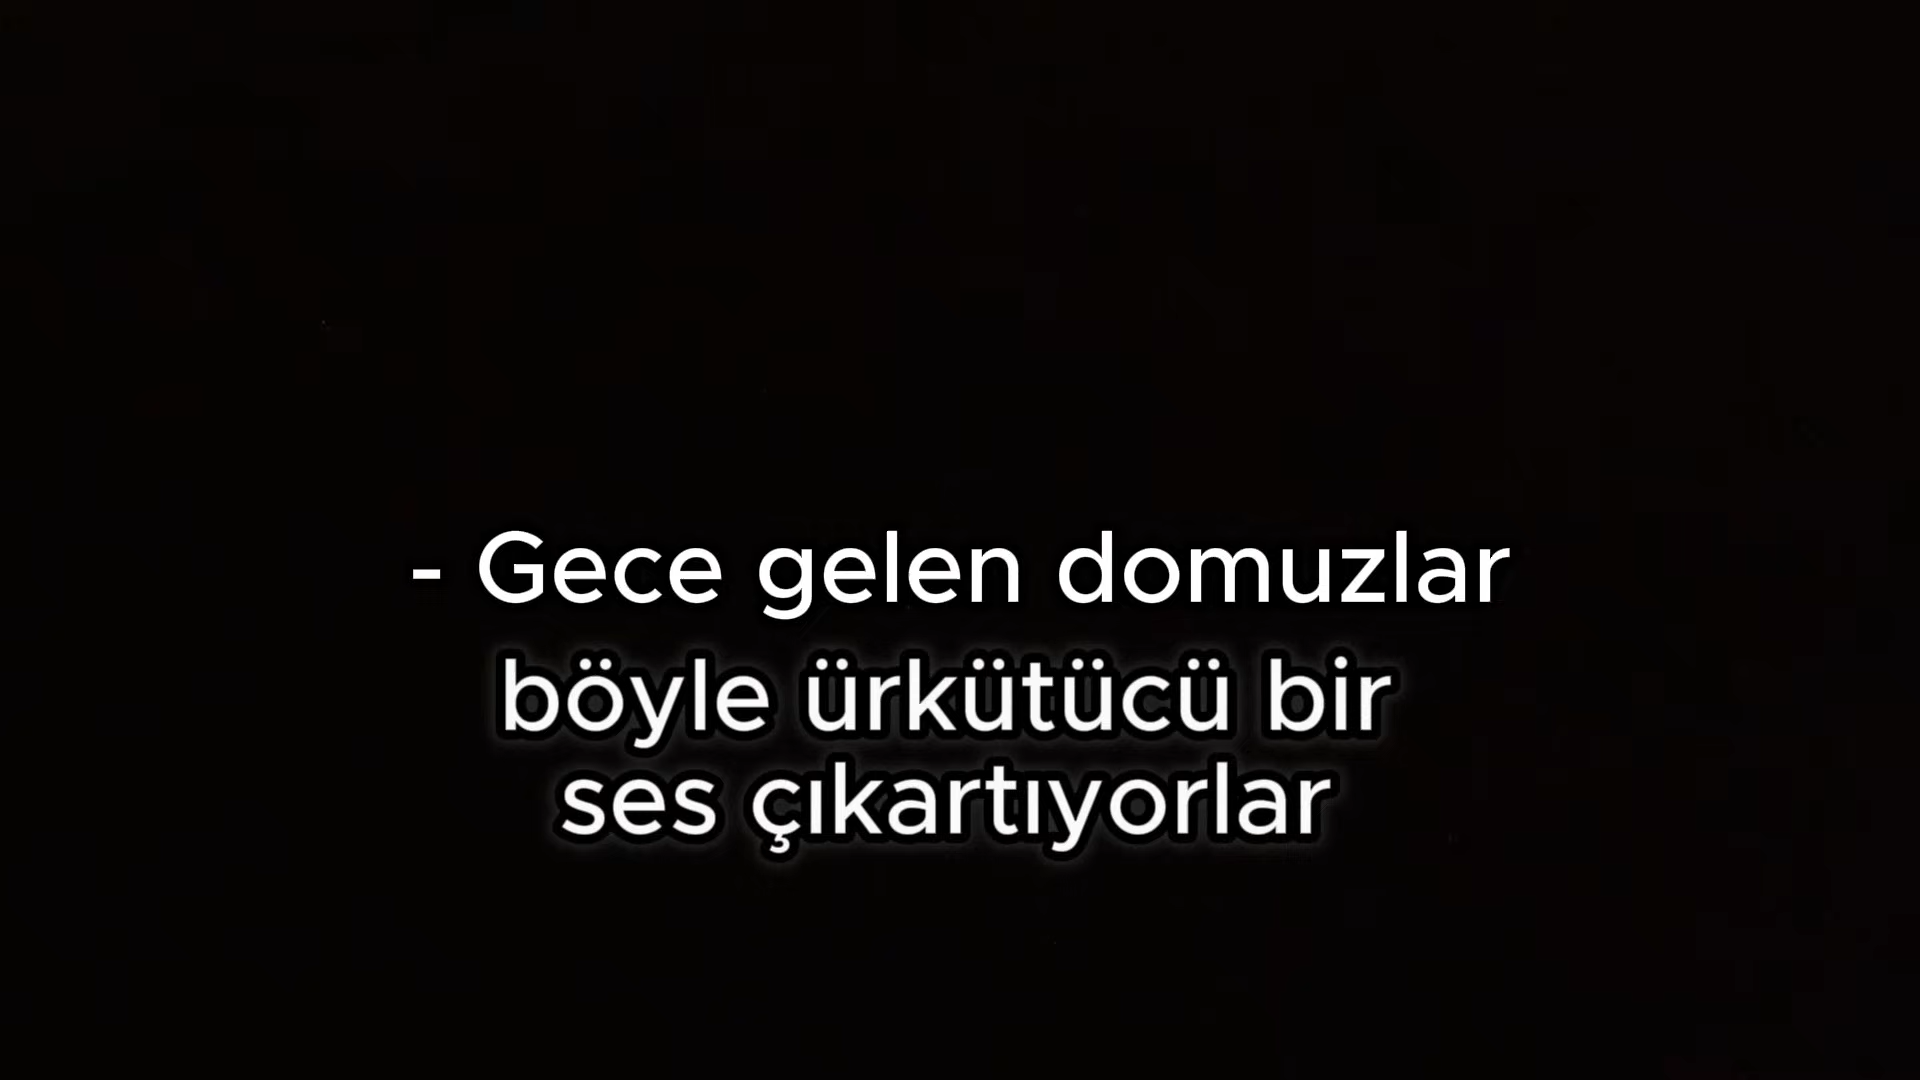 - Gece gelen domuzlar
böyle ürkütücü bir
ses çıkartıyorlar